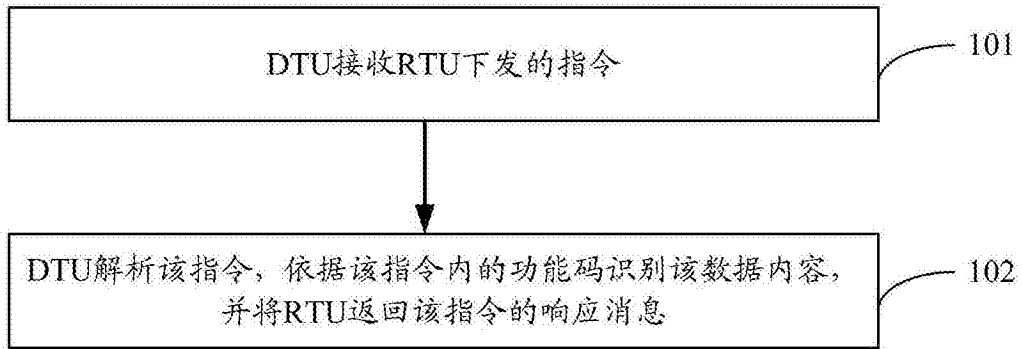 DTU接收RTU下发的指令
101
DTU解析该指令，依据该指令内的功能码识别该数据内容，
并将RTU返回该指令的响应消息
102